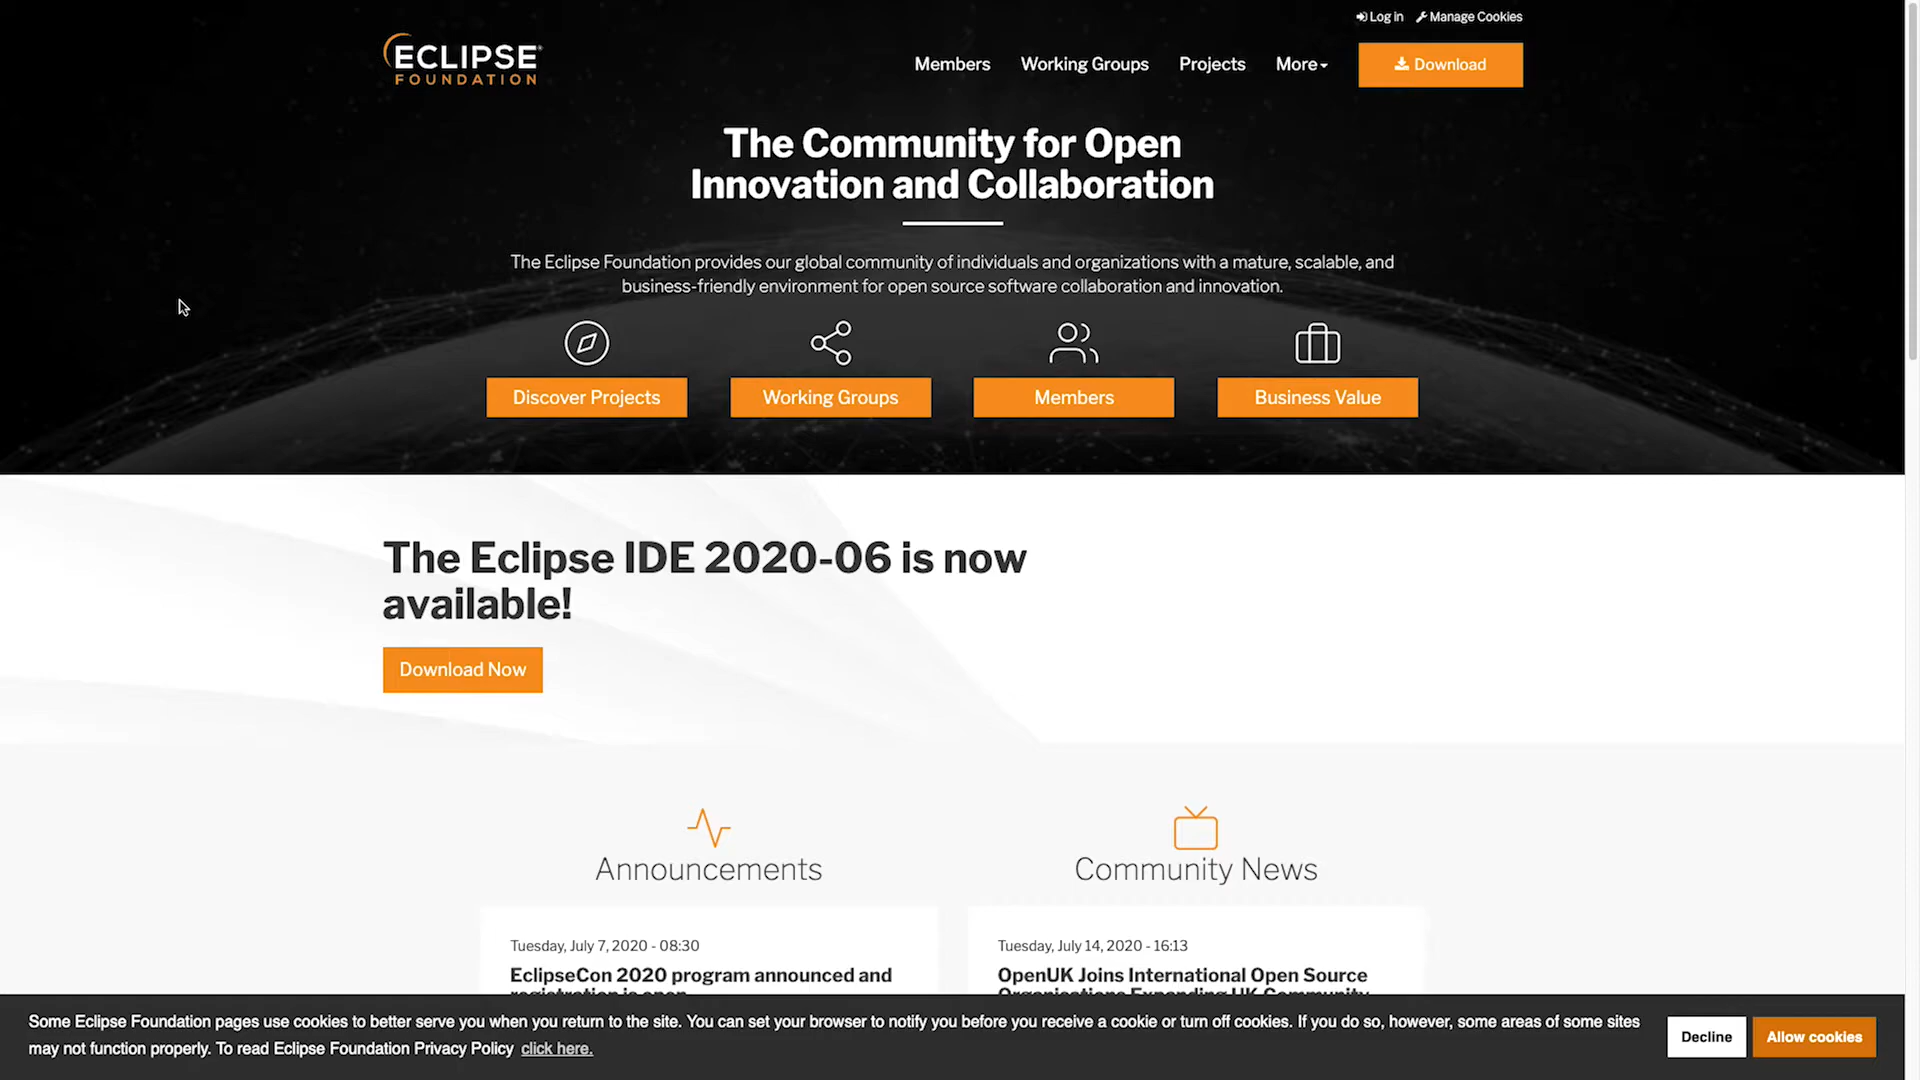 Log in
Manage Cookies
ECLIPSE
FOUNDATION
Members
Working Groups
Projects
More
Download
The Community for Open
Innovation and Collaboration
The Eclipse Foundation provides our global community of individuals and organizations with a mature, scalable, and
business-friendly environment for open source software collaboration and innovation.
Discover Projects
Working Groups
Members
Business Value
The Eclipse IDE 2020-06 is now
available!
Download Now
Announcements
Community News
Tuesday, July 7, 2020 - 08:30
EclipseCon 2020 program announced and
registration is open
Tuesday, July 14, 2020 - 16:13
OpenUK Joins International Open Source
Organisations Expanding UK Community
Some Eclipse Foundation pages use cookies to better serve you when you return to the site. You can set your browser to notify you before you receive a cookie or turn off cookies. If you do so, however, some areas of some sites
may not function properly. To read Eclipse Foundation Privacy Policy click here.
Decline
Allow cookies